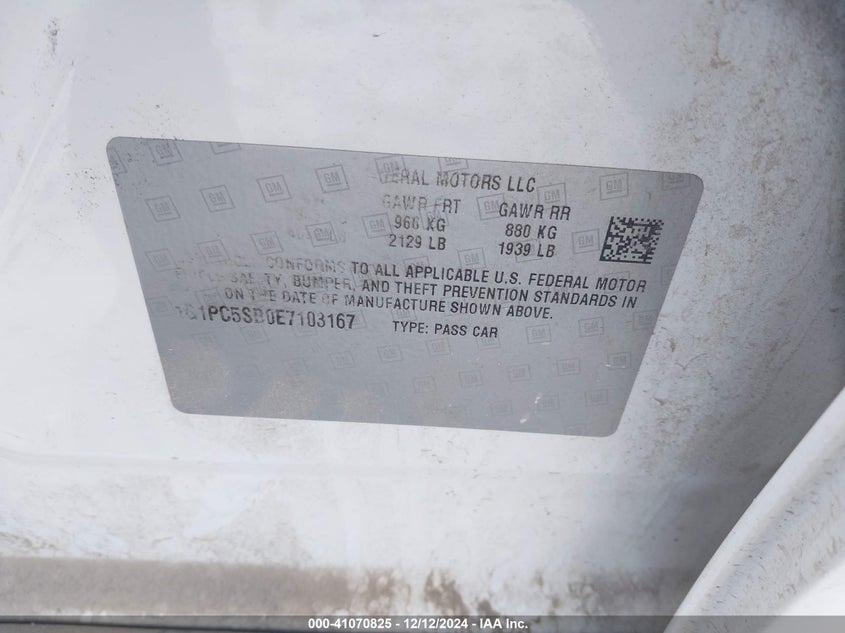 MOTORS LLC
GAWR FRT GAWR RR
966 KG 880 KG
2129 LB 1939 LB
CONFORMS TO ALL APPLICABLE U.S. FEDERAL MOTOR
BUMPER, AND THEFT PREVENTION STANDARDS IN
ON THE DATE OF MANUFACTURE SHOWN ABOVE.
1G1PC5SB0E7103167 TYPE: PASS CAR
000-41070825 - 12/12/2024 - IAA Inc.